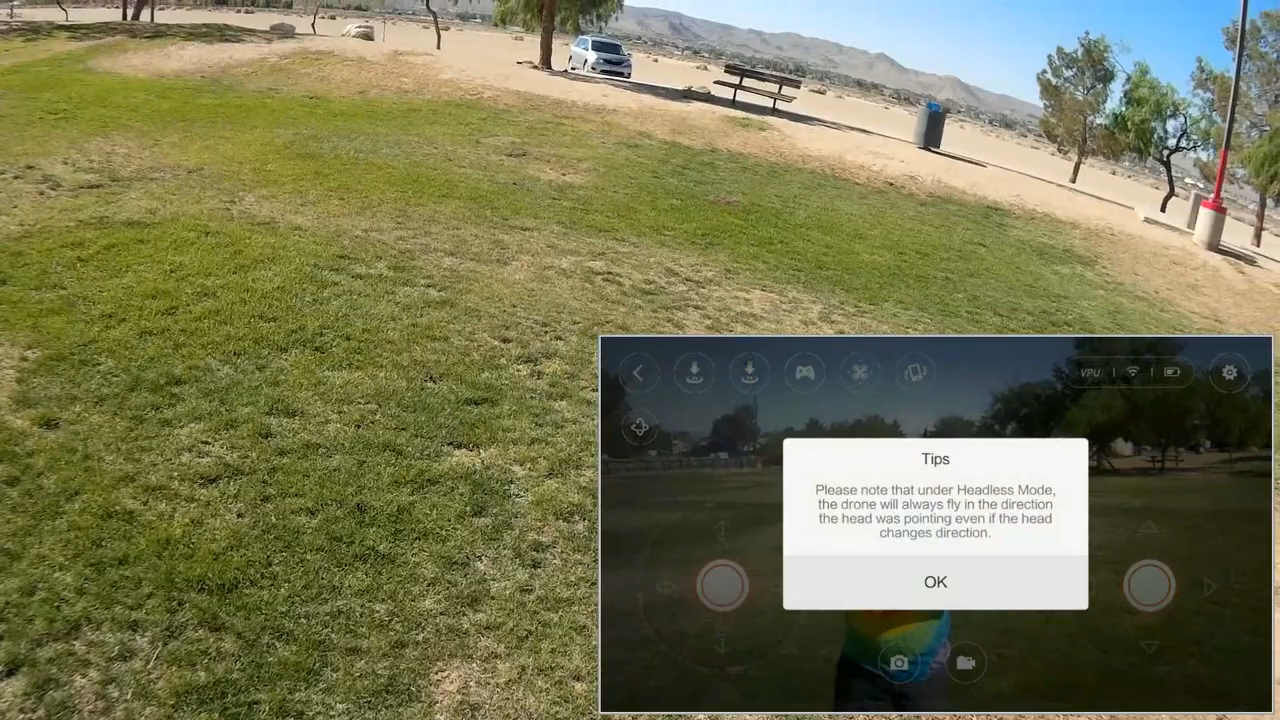 VPU
Tips
Please note that under Headless Mode,
the drone will always fly in the direction
the head was pointing even if the head
changes direction.
OK